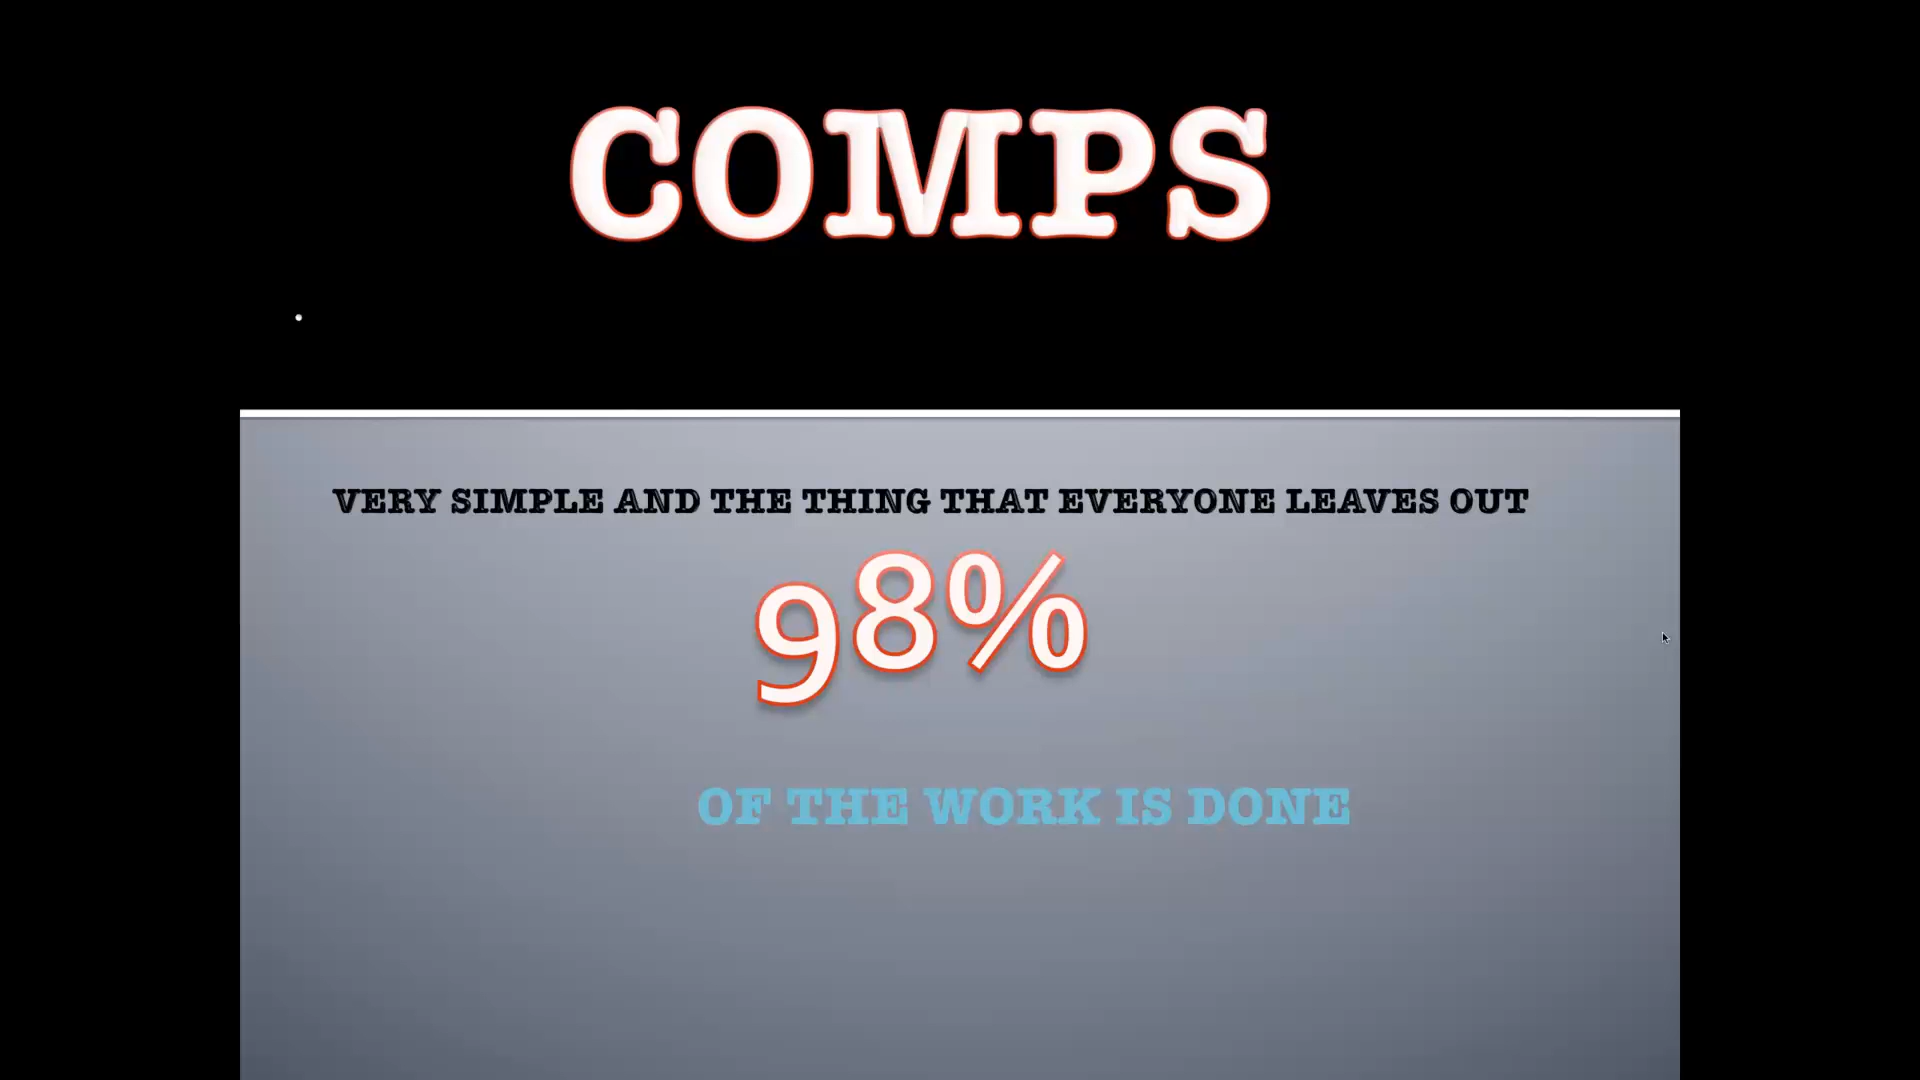 COMPS
VERY SIMPLE AND THE THING THAT EVERYONE LEAVES OUT
98%
OF THE WORK IS DONE